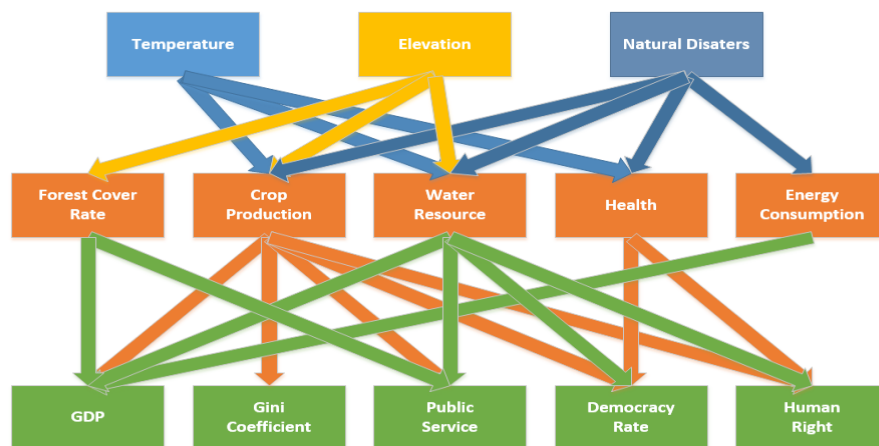 Temperature
Elevation
Natural Disaters
Forest Cover
Rate
Crop
Production
Water
Resource
Health
Energy
Consumption
GDP
Gini
Coefficient
Public
Service
Democracy
Rate
Human
Right